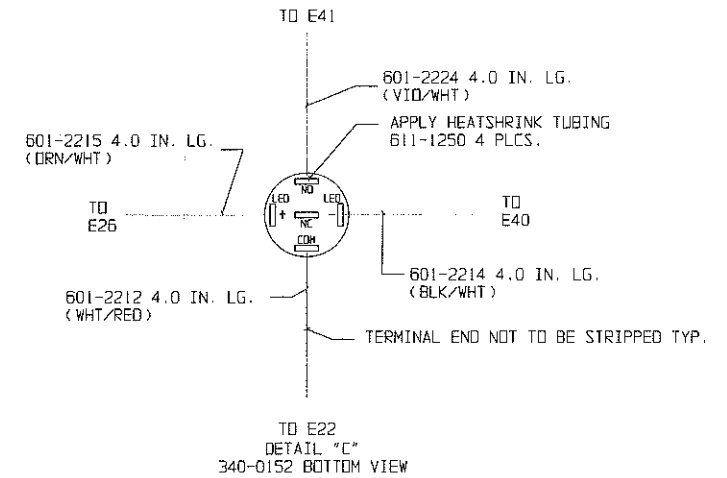 TO E41
601-2224 4.0 IN. LG.
(VIO/WHT)
APPLY HEATSHRINK TUBING
611-1250 4 PLCS.
601-2215 4.0 IN. LG.
(ORN/WHT)
NO
LED
LED
+
-
NC
COM
TO
E26
TO
E40
601-2214 4.0 IN. LG.
(BLK/WHT)
601-2212 4.0 IN. LG.
(WHT/RED)
TERMINAL END NOT TO BE STRIPPED TYP.
TO E22
DETAIL "C"
340-0152 BOTTOM VIEW